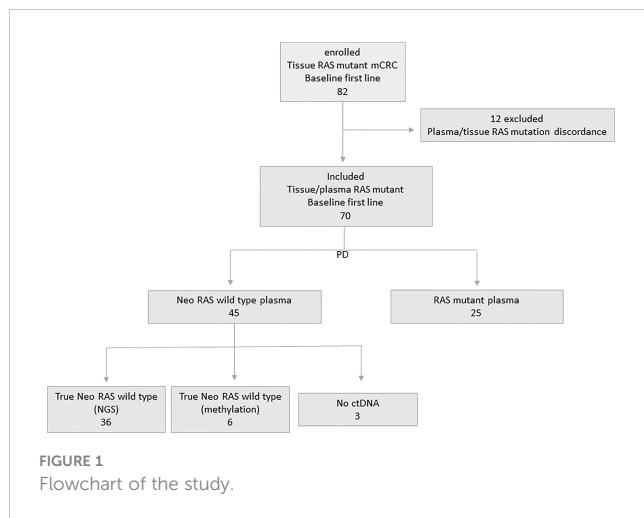 enrolled
Tissue RAS mutant mCRC
Baseline first line
82
12 excluded
Plasma/tissue RAS mutation discordance
Included
Tissue/plasma RAS mutant
Baseline first line
70
PD
Neo RAS wild type plasma
45
RAS mutant plasma
25
True Neo RAS wild type
(NGS)
36
True Neo RAS wild type
(methylation)
6
No ctDNA
3
FIGURE 1
Flowchart of the study.